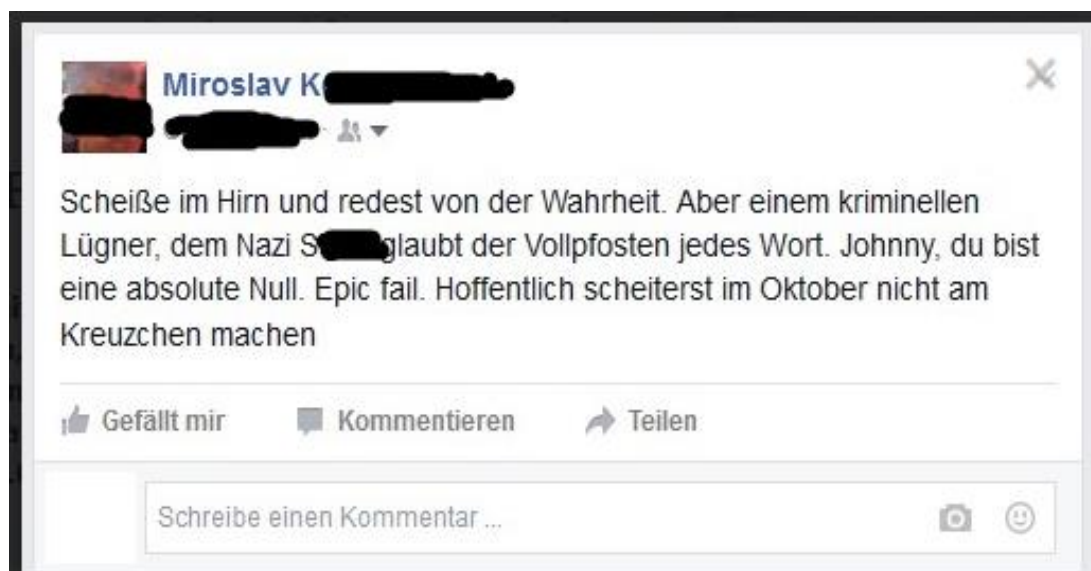 Miroslav K
Scheiße im Hirn und redest von der Wahrheit. Aber einem kriminellen
Lügner, dem Nazi S glaubt der Vollpfosten jedes Wort. Johnny, du bist
eine absolute Null. Epic fail. Hoffentlich scheiterst im Oktober nicht am
Kreuzchen machen
Gefällt mir Kommentieren Teilen
Schreibe einen Kommentar ...